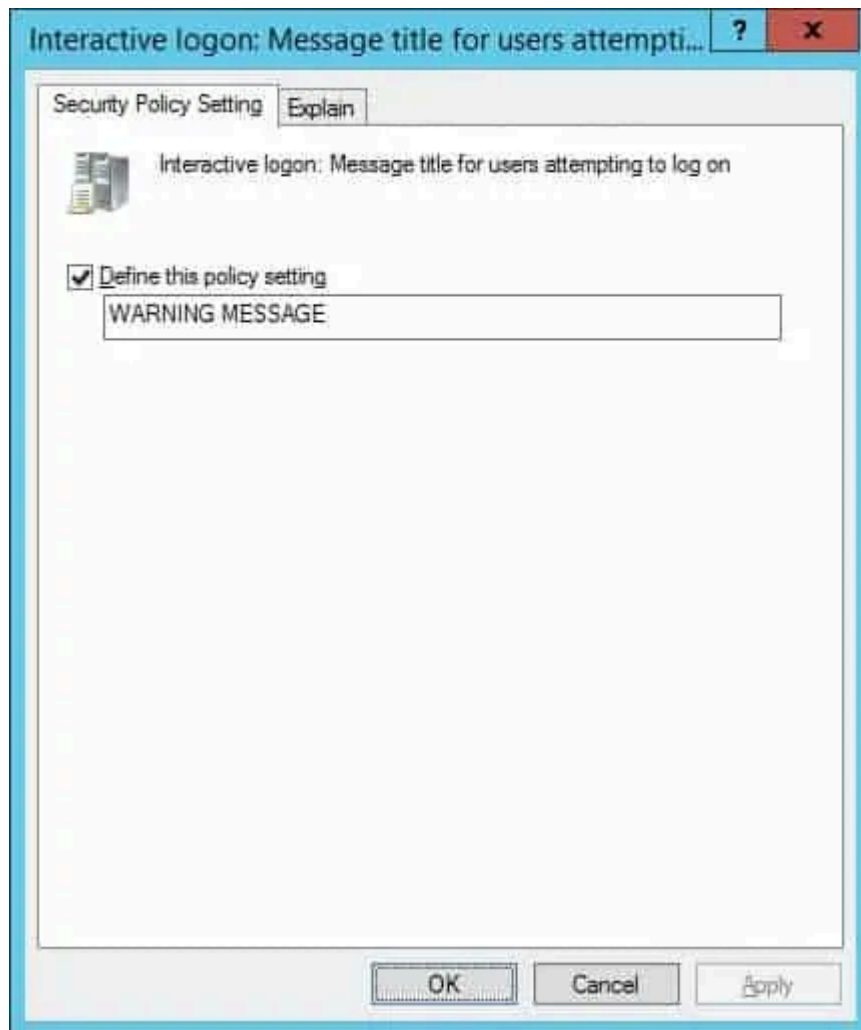 Interactive logon: Message title for users attempti...
?
x
Security Policy Setting
Explain
Interactive logon: Message title for users attempting to log on
Define this policy setting
WARNING MESSAGE
OK
Cancel
Apply